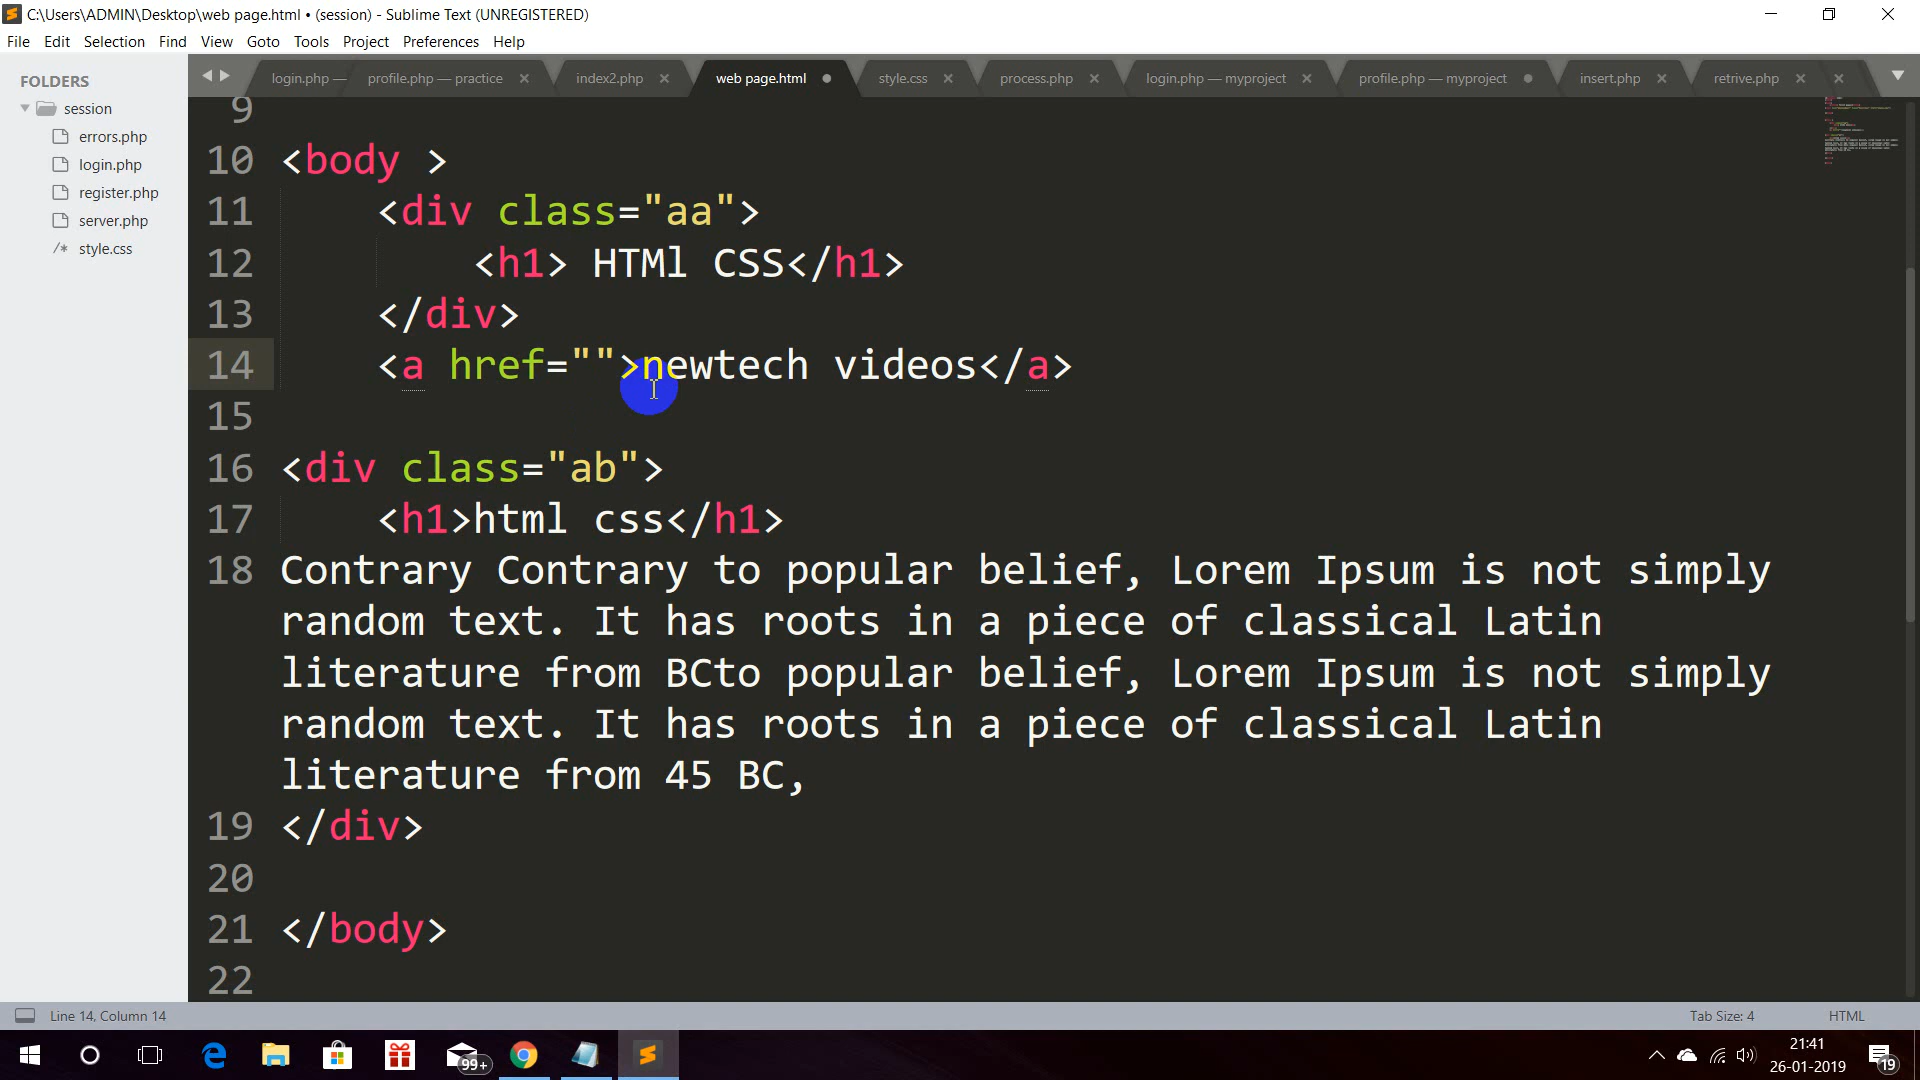 C:\Users\ADMIN\Desktop\web page.html • (session) - Sublime Text (UNREGISTERED)
File Edit Selection Find View Goto Tools Project Preferences Help
FOLDERS
session
errors.php
login.php
register.php
server.php
/* style.css
login.php — profile.php — practice index2.php web page.html style.css process.php login.php — myproject profile.php — myproject insert.php retrive.php
9
10 <body >
11 <div class="aa">
12 <h1> HTMl CSS</h1>
13 </div>
14 <a href="">newtech videos</a>
15
16 <div class="ab">
17 <h1>html css</h1>
18 Contrary Contrary to popular belief, Lorem Ipsum is not simply
random text. It has roots in a piece of classical Latin
literature from BCto popular belief, Lorem Ipsum is not simply
random text. It has roots in a piece of classical Latin
literature from 45 BC,
19 </div>
20
21 </body>
22
Line 14, Column 14 Tab Size: 4 HTML
99+
21:41
26-01-2019
19